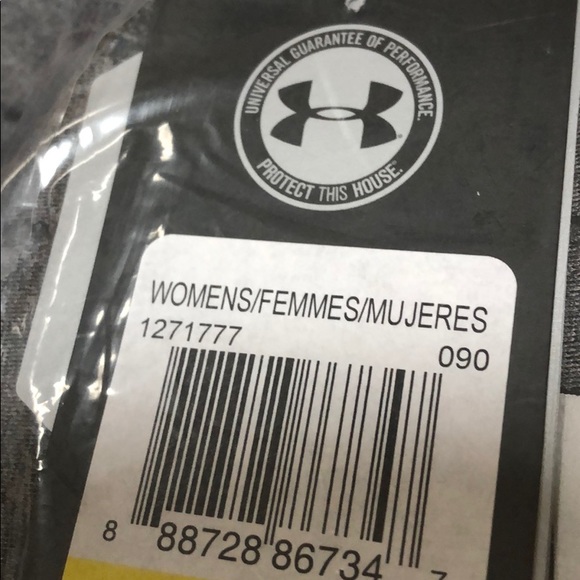 UNIVERSAL GUARANTEE OF PERFORMANCE.
PROTECT THIS HOUSE.
WOMENS/FEMMES/MUJERES
1271777
090
8 88728 86734 7